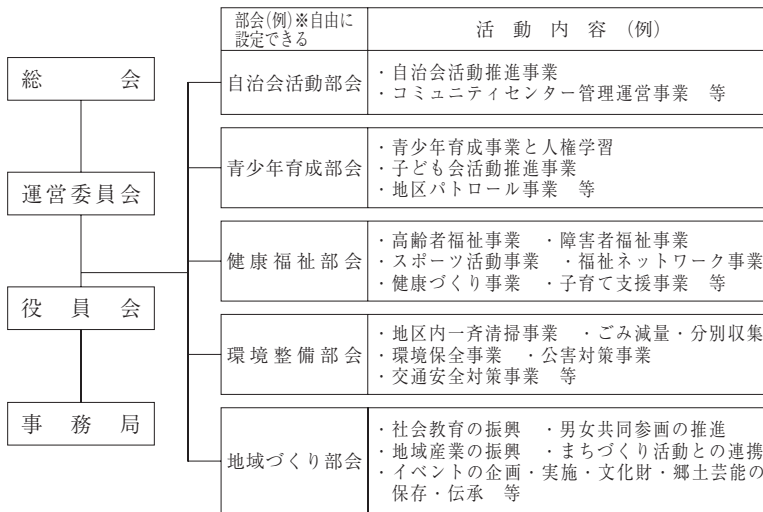 総会
運営委員会
役員会
事務局
部会(例)※自由に
設定できる
活動内容(例)
自治会活動部会
・自治会活動推進事業
・コミュニティセンター管理運営事業 等
青少年育成部会
・青少年育成事業と人権学習
・子ども会活動推進事業
・地区パトロール事業 等
健康福祉部会
・高齢者福祉事業 ・障害者福祉事業
・スポーツ活動事業 ・福祉ネットワーク事業
・健康づくり事業 ・子育て支援事業 等
環境整備部会
・地区内一斉清掃事業 ・ごみ減量・分別収集
・環境保全事業 ・公害対策事業
・交通安全対策事業 等
地域づくり部会
・社会教育の振興 ・男女共同参画の推進
・地域産業の振興 ・まちづくり活動との連携
・イベントの企画・実施・文化財・郷土芸能の
保存・伝承 等